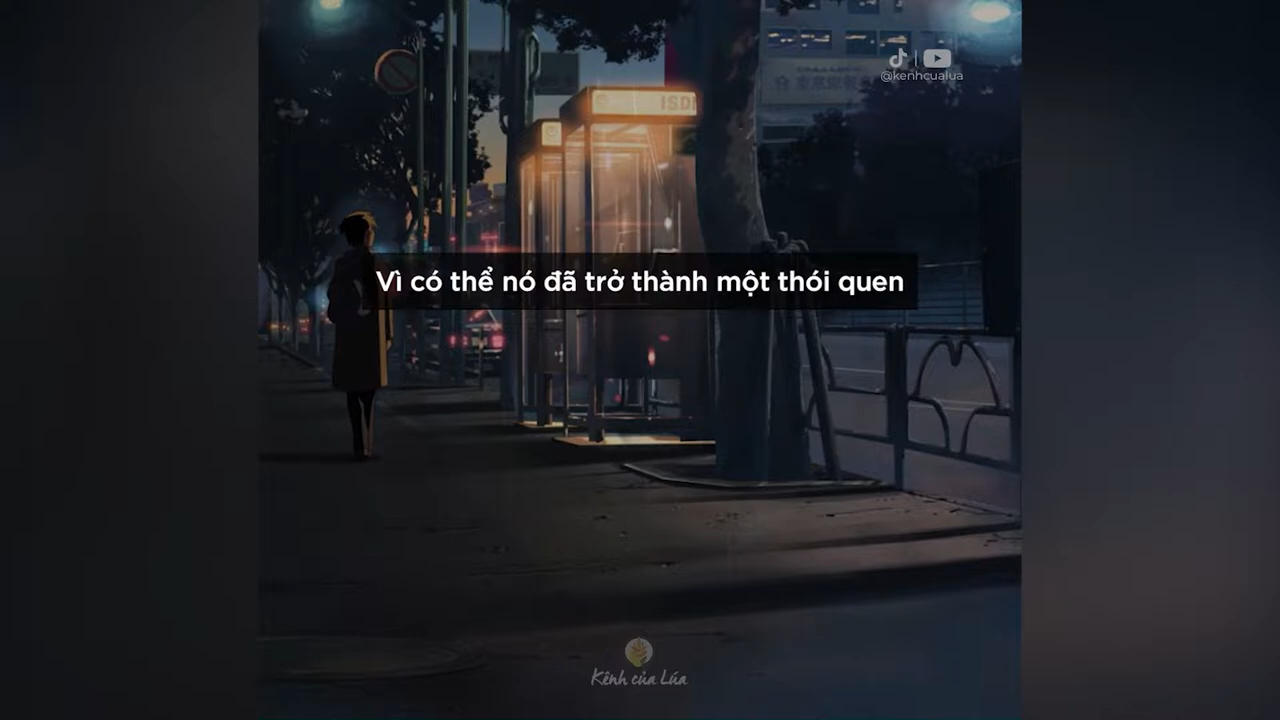 @kenhcualua
ISD
Vì có thể nó đã trở thành một thói quen
Kênh của Lúa